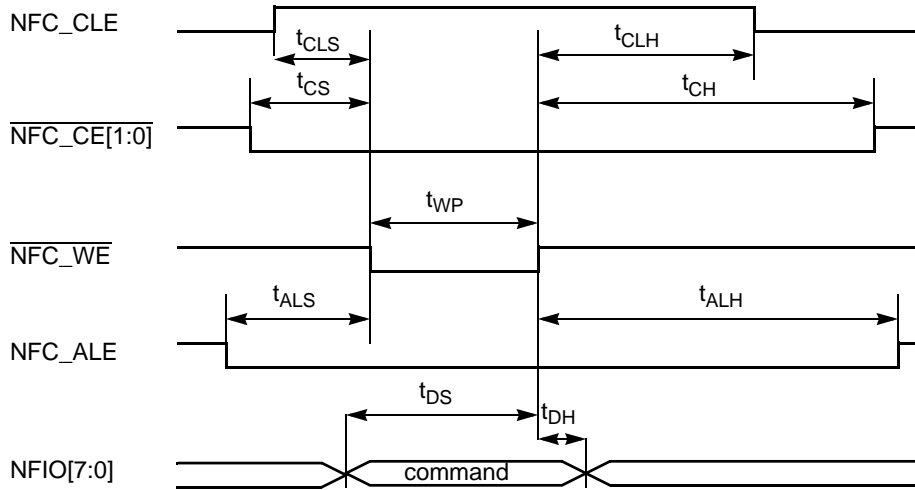 NFC_CLE
tCLS
tCLH
tCS
tCH
NFC_CE[1:0]
tWP
NFC_WE
tALS
tALH
NFC_ALE
tDS
tDH
NFIO[7:0]
command